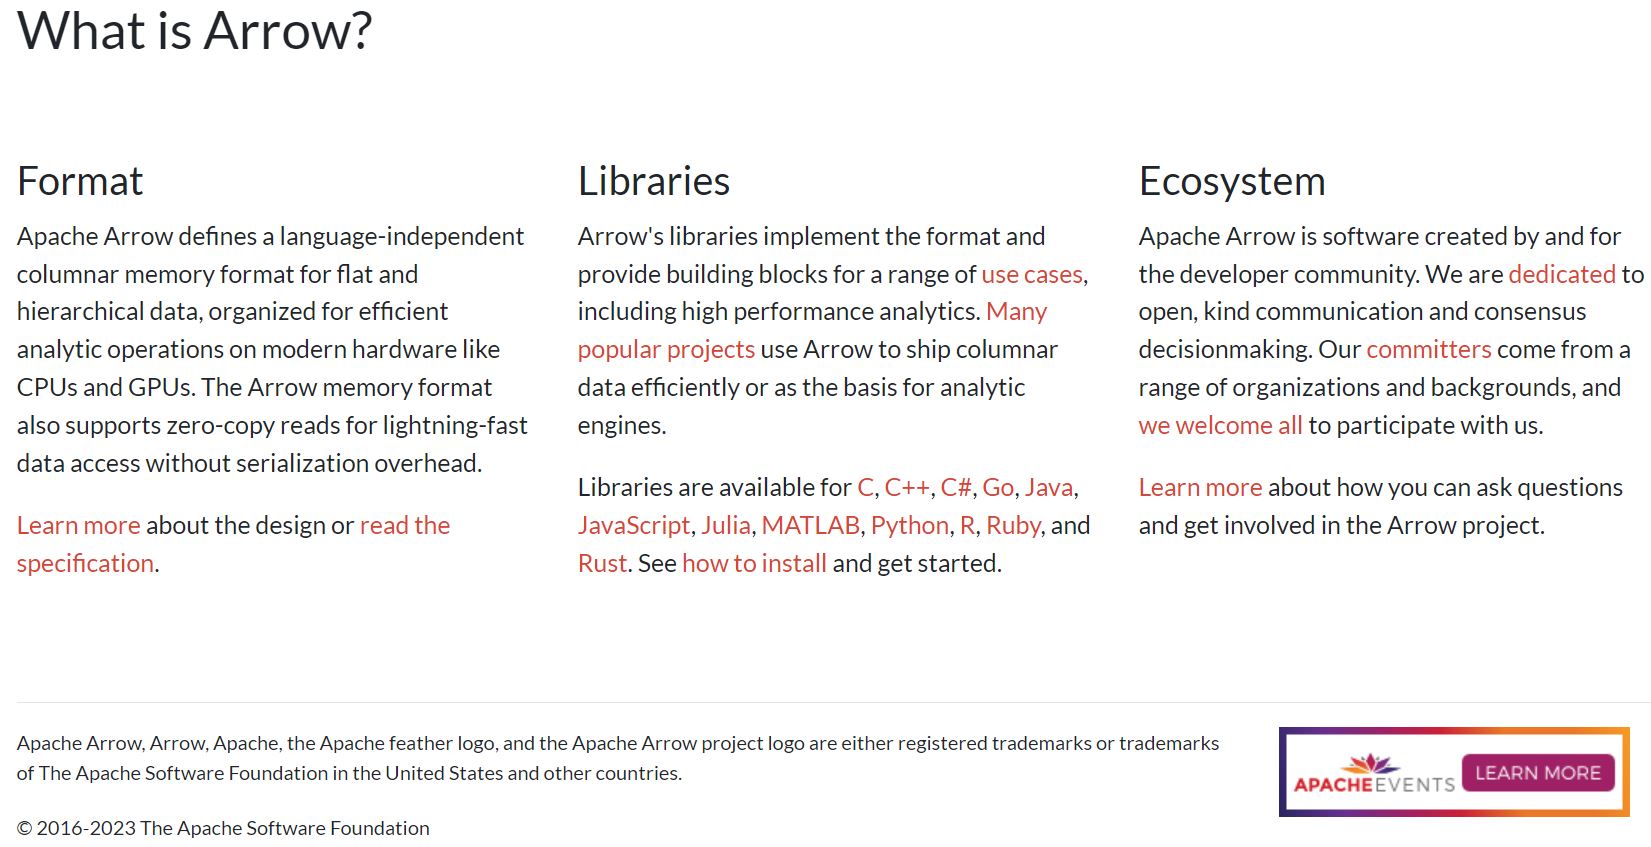 What is Arrow?
Format
Apache Arrow defines a language-independent
columnar memory format for flat and
hierarchical data, organized for efficient
analytic operations on modern hardware like
CPUs and GPUs. The Arrow memory format
also supports zero-copy reads for lightning-fast
data access without serialization overhead.
Learn more about the design or read the
specification.
Libraries
Arrow's libraries implement the format and
provide building blocks for a range of use cases,
including high performance analytics. Many
popular projects use Arrow to ship columnar
data efficiently or as the basis for analytic
engines.
Libraries are available for C, C++, C#, Go, Java,
JavaScript, Julia, MATLAB, Python, R, Ruby, and
Rust. See how to install and get started.
Ecosystem
Apache Arrow is software created by and for
the developer community. We are dedicated to
open, kind communication and consensus
decisionmaking. Our committers come from a
range of organizations and backgrounds, and
we welcome all to participate with us.
Learn more about how you can ask questions
and get involved in the Arrow project.
Apache Arrow, Arrow, Apache, the Apache feather logo, and the Apache Arrow project logo are either registered trademarks or trademarks
of The Apache Software Foundation in the United States and other countries.
© 2016-2023 The Apache Software Foundation
APACHEEVENTS LEARN MORE